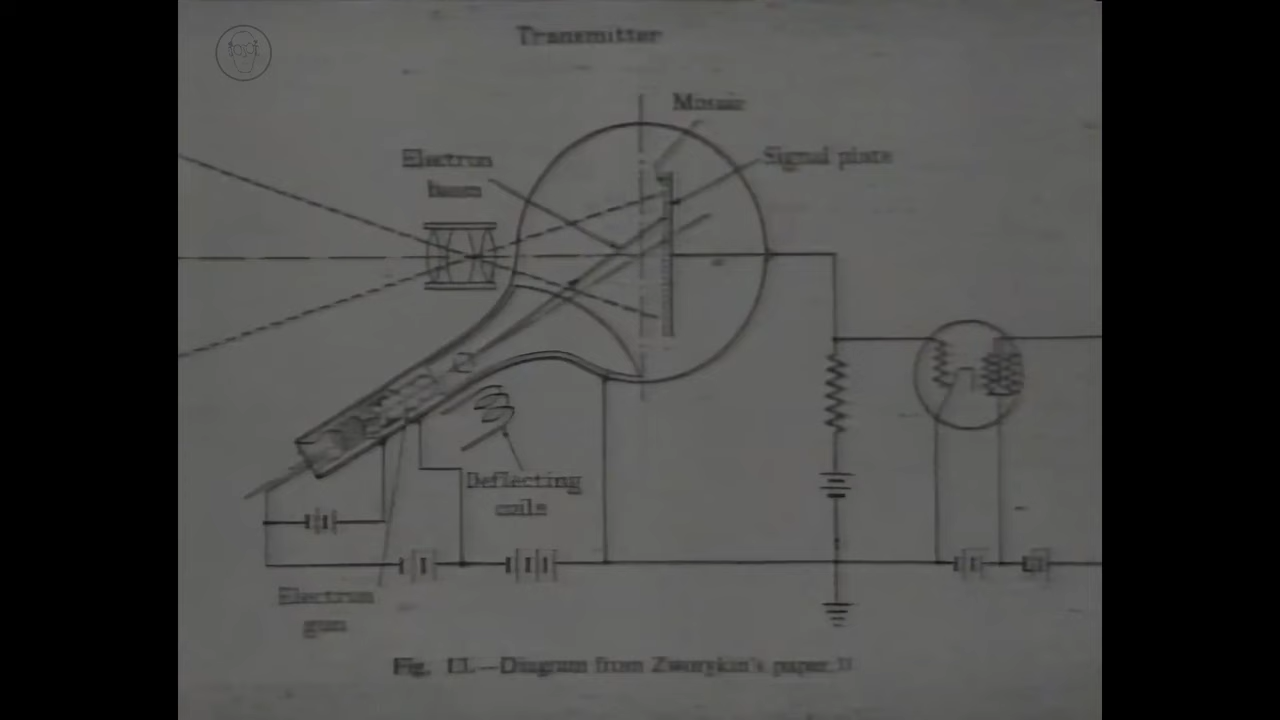 Transmitter
Mosaic
Electron
beam
Signal plate
Deflecting
coils
Electron
gun
Fig. 11.—Diagram from Zworykin's paper.